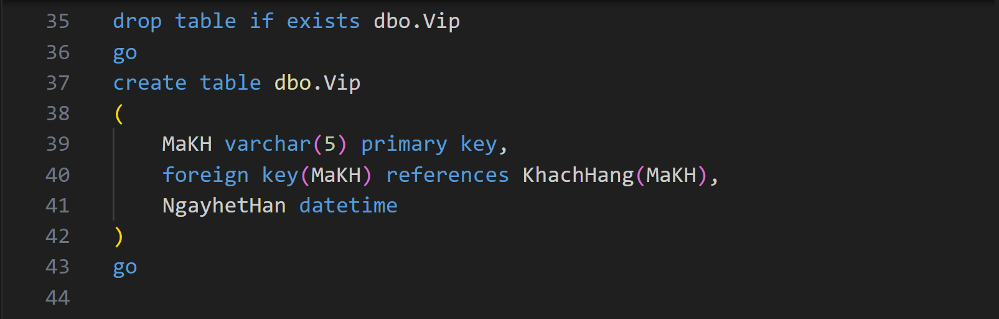 35 drop table if exists dbo.Vip
36 go
37 create table dbo.Vip
38 (
39 MaKH varchar(5) primary key,
40 foreign key(MaKH) references KhachHang(MaKH),
41 NgayhetHan datetime
42 )
43 go
44